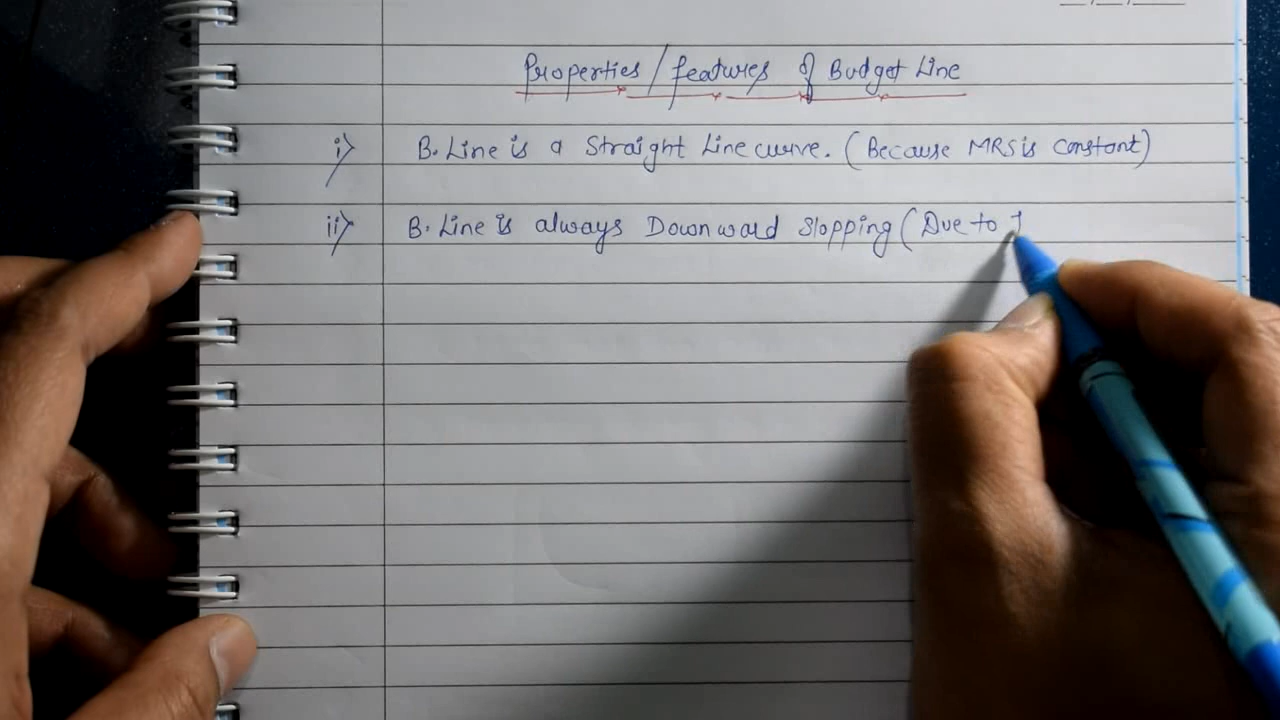 Properties / features of Budget Line
i) B. Line is a Straight Line curve. (Because MRS is constant)
ii) B. Line is always Downward Slopping (Due to